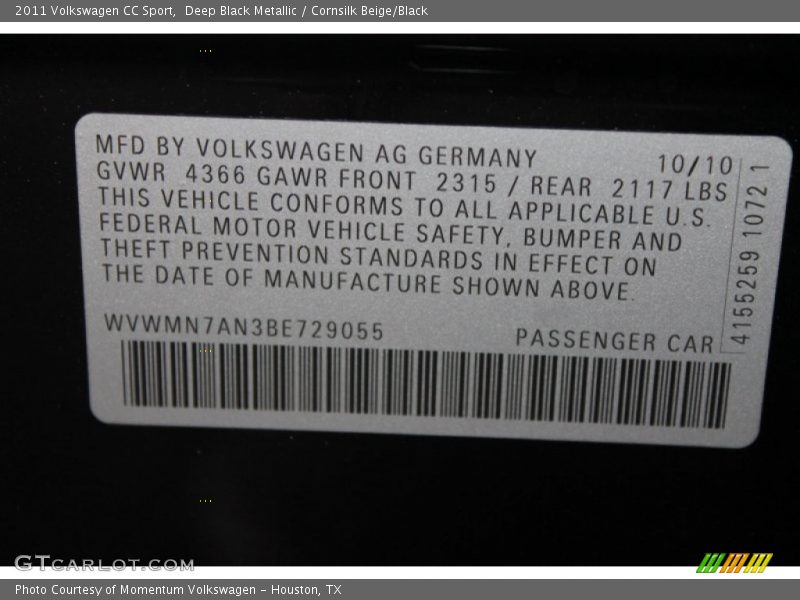 2011 Volkswagen CC Sport,  Deep Black Metallic / Cornsilk Beige/Black
MFD BY VOLKSWAGEN AG GERMANY 10/10
GVWR 4366 GAWR FRONT 2315 / REAR 2117 LBS
THIS VEHICLE CONFORMS TO ALL APPLICABLE U.S.
FEDERAL MOTOR VEHICLE SAFETY, BUMPER AND
THEFT PREVENTION STANDARDS IN EFFECT ON
THE DATE OF MANUFACTURE SHOWN ABOVE.
WVWMN7AN3BE729055 PASSENGER CAR
4155259 10721
GTcarlot.com
Photo Courtesy of Momentum Volkswagen - Houston, TX